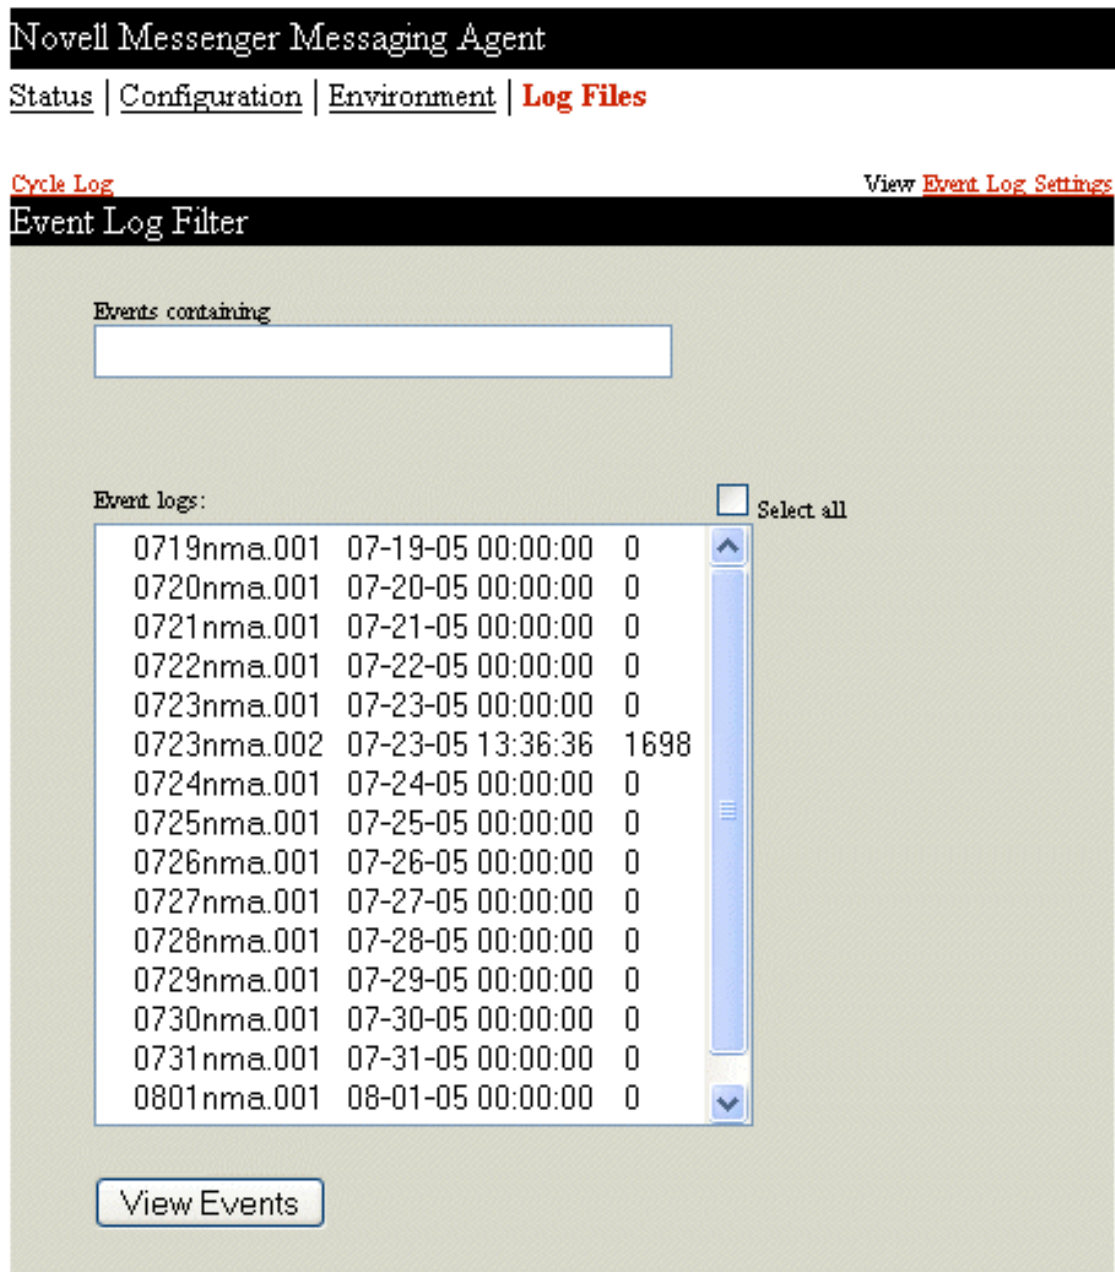 Novell Messenger Messaging Agent
Status | Configuration | Environment | Log Files
Cycle Log View Event Log Settings
Event Log Filter
Events containing
Event logs: Select all
0719nma.001 07-19-05 00:00:00 0
0720nma.001 07-20-05 00:00:00 0
0721nma.001 07-21-05 00:00:00 0
0722nma.001 07-22-05 00:00:00 0
0723nma.001 07-23-05 00:00:00 0
0723nma.002 07-23-05 13:36:36 1698
0724nma.001 07-24-05 00:00:00 0
0725nma.001 07-25-05 00:00:00 0
0726nma.001 07-26-05 00:00:00 0
0727nma.001 07-27-05 00:00:00 0
0728nma.001 07-28-05 00:00:00 0
0729nma.001 07-29-05 00:00:00 0
0730nma.001 07-30-05 00:00:00 0
0731nma.001 07-31-05 00:00:00 0
0801nma.001 08-01-05 00:00:00 0
View Events